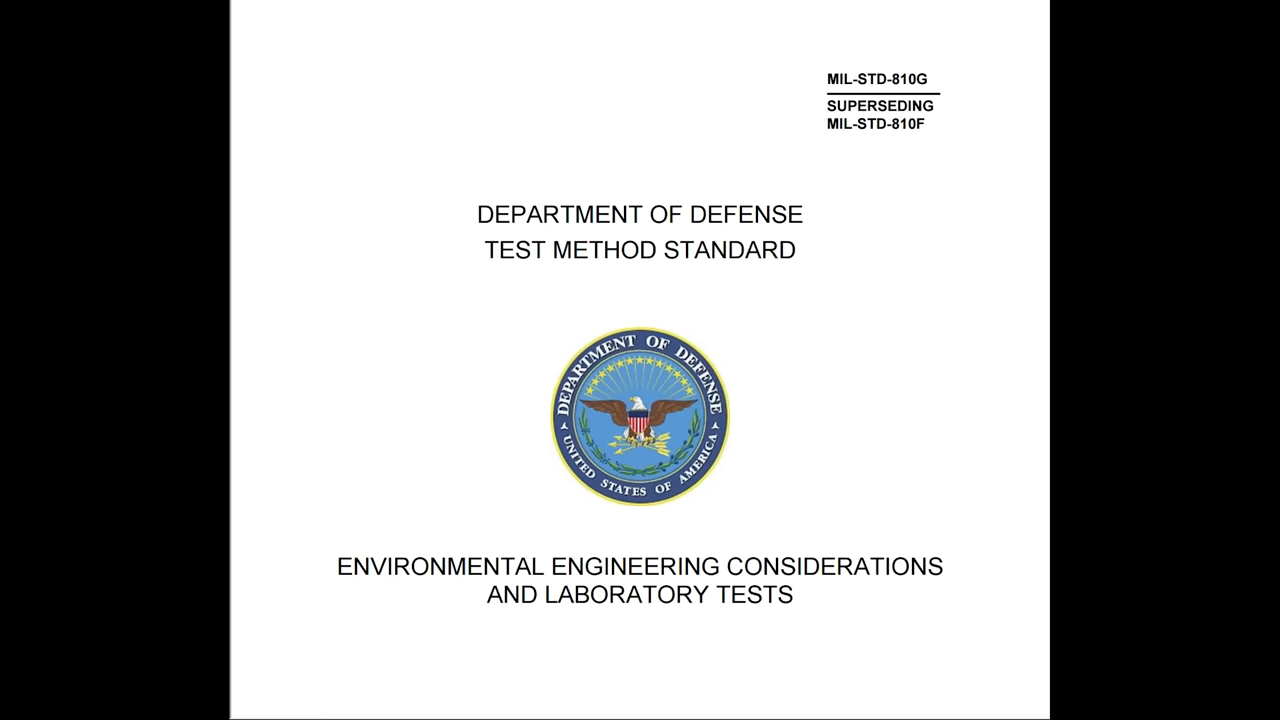 MIL-STD-810G
SUPERSEDING
MIL-STD-810F
DEPARTMENT OF DEFENSE
TEST METHOD STANDARD
DEPARTMENT OF DEFENSE
UNITED STATES OF AMERICA
ENVIRONMENTAL ENGINEERING CONSIDERATIONS
AND LABORATORY TESTS